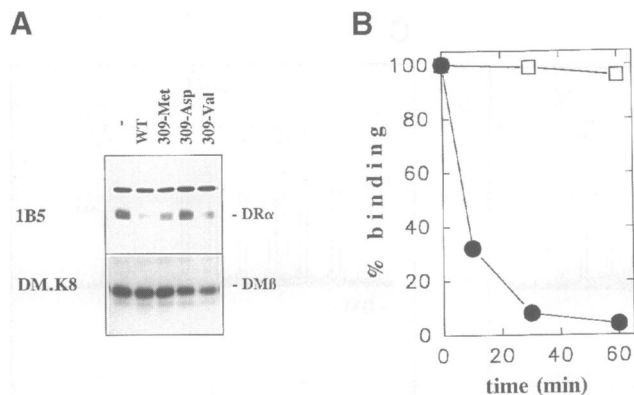 A
B
-
WT
309-Met
309-Asp
309-Val
1B5
- DRα
DM.K8
- DMß
% binding
100
80
60
40
20
0
0 20 40 60
time (min)